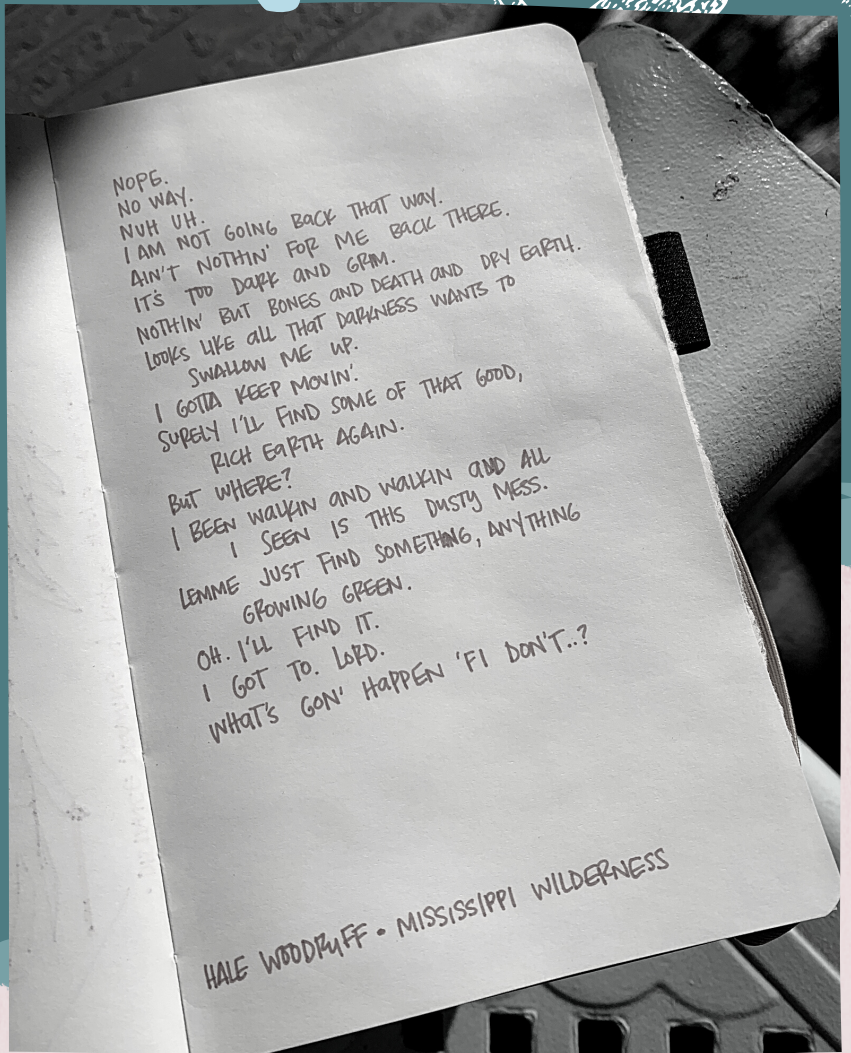 NOPE.
NO WAY.
NUH UH.
I AM NOT GOING BACK THAT WAY.
AIN'T NOTHIN' FOR ME BACK THERE.
IT'S TOO DARK AND GRIM.
NOTHIN' BUT BONES AND DEATH AND DRY EARTH.
LOOKS LIKE ALL THAT DARKNESS WANTS TO
SWALLOW ME UP.
I GOTTA KEEP MOVIN'.
SURELY I'LL FIND SOME OF THAT GOOD,
RICH EARTH AGAIN.
BUT WHERE?
I BEEN WALKIN AND WALKIN AND ALL
I SEEN IS THIS DUSTY MESS.
LEMME JUST FIND SOMETHING, ANYTHING
GROWING GREEN.
OH. I'LL FIND IT.
I GOT TO. LORD.
WHAT'S GON' HAPPEN 'FI DON'T..?
HALE WOODRUFF • MISSISSIPPI WILDERNESS